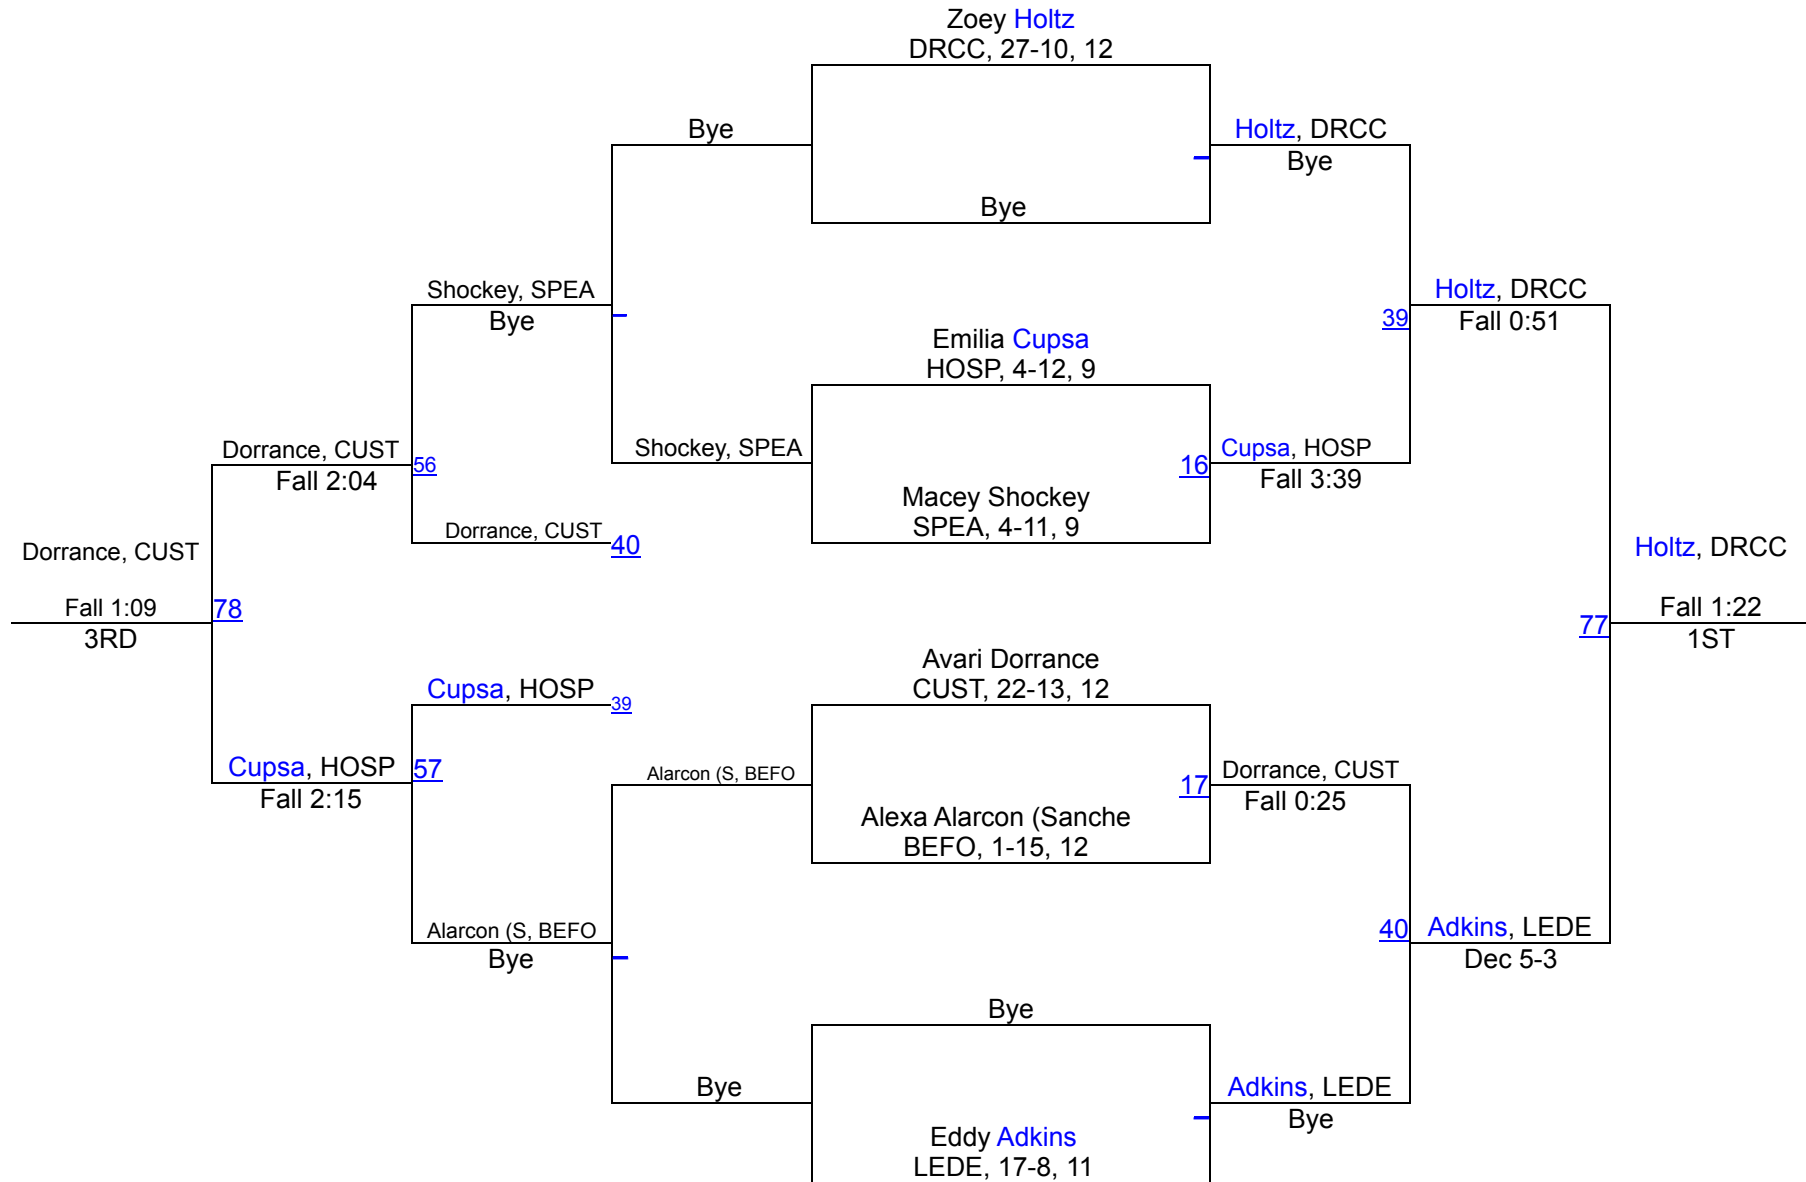 Zoey Holtz
DRCC, 27-10, 12
Bye
Holtz, DRCC
Bye
Bye
Shockey, SPEA
Bye
Holtz, DRCC
39
Fall 0:51
Emilia Cupsa
HOSP, 4-12, 9
Dorrance, CUST
56
Fall 2:04
Shockey, SPEA
16
Cupsa, HOSP
Fall 3:39
Macey Shockey
SPEA, 4-11, 9
Dorrance, CUST
40
Dorrance, CUST
Holtz, DRCC
Fall 1:09
78
3RD
77
Fall 1:22
1ST
Avari Dorrance
CUST, 22-13, 12
Cupsa, HOSP
39
Cupsa, HOSP
57
Fall 2:15
Alarcon (S, BEFO
17
Dorrance, CUST
Fall 0:25
Alexa Alarcon (Sanche
BEFO, 1-15, 12
Alarcon (S, BEFO
Bye
40
Adkins, LEDE
Dec 5-3
Bye
Bye
Adkins, LEDE
Bye
Eddy Adkins
LEDE, 17-8, 11